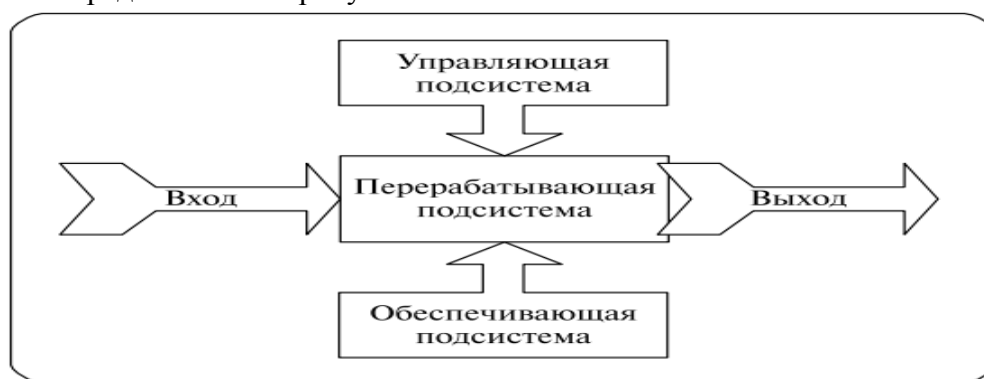 Управляющая
подсистема
Вход
Перерабатывающая
подсистема
Выход
Обеспечивающая
подсистема